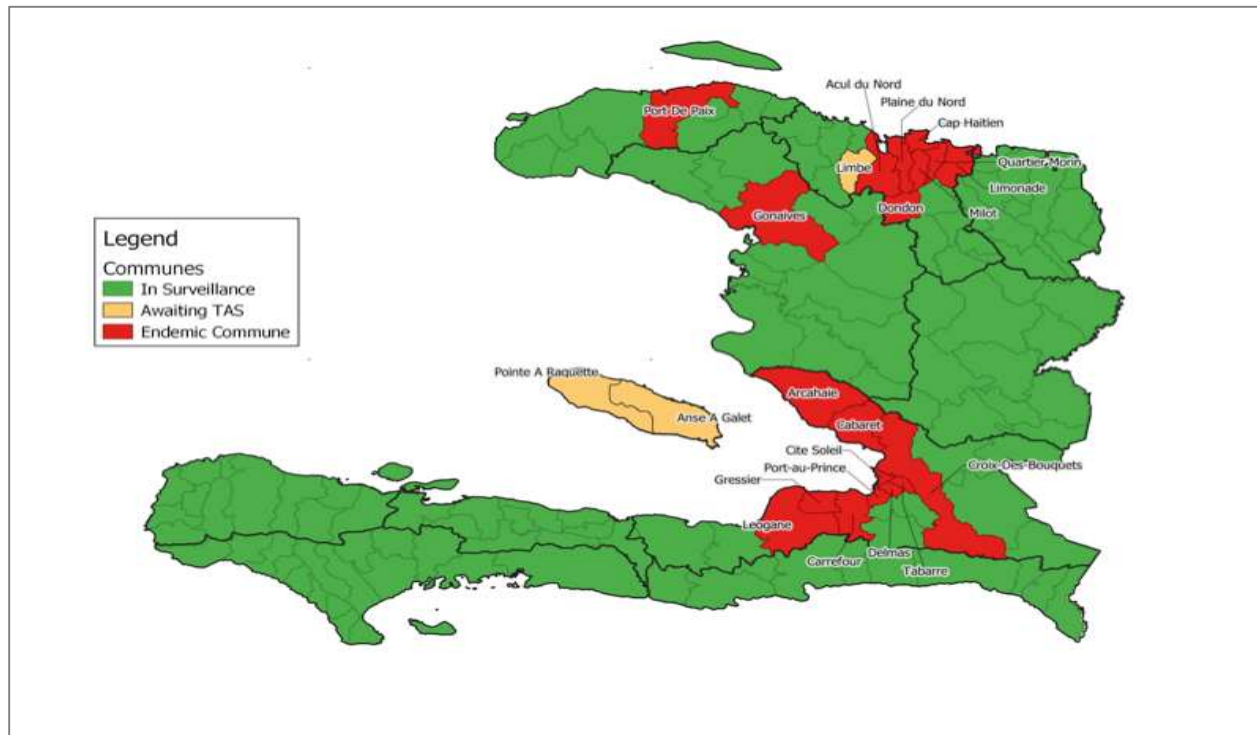 Acul du Nord
Plaine du Nord
Port De Paix
Cap Haitien
Limbe
Quartier Morin
Limonade
Gonaives
Dondon
Milot
Legend
Communes
In Surveillance
Awaiting TAS
Endemic Commune
Pointe A Raquette
Arcahaie
Anse A Galet
Cabaret
Cite Soleil
Croix-Des-Bouquets
Port-au-Prince
Gressier
Leogane
Delmas
Carrefour
Tabarre